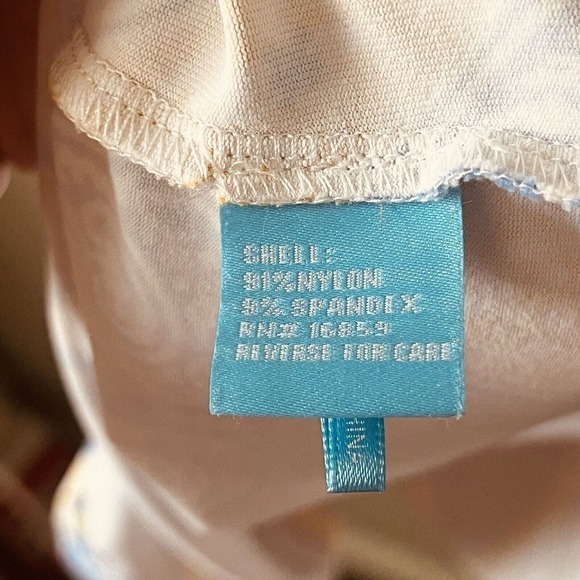 SHELL:
91%NYLON
9% SPANDEX
RN# 16859
REVERSE FOR CARE